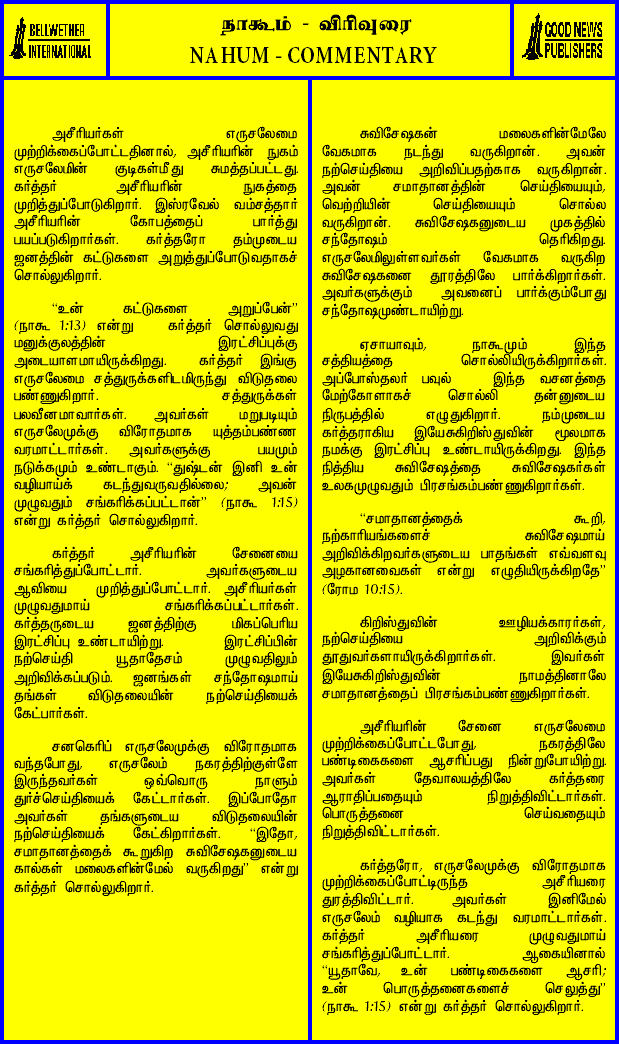 BELLWETHER
INTERNATIONAL
நாகூம் - விரிவுரை
NAHUM - COMMENTARY
GOOD NEWS
PUBLISHERS
அசீரியர்கள் எருசலேமை
முற்றிக்கைப்போட்டதினால், அசீரியரின் நுகம்
எருசலேமின் குடிகள்மீது சுமத்தப்பட்டது.
கர்த்தர் அசீரியரின் நுகத்தை
முறித்துப்போடுகிறார். இஸ்ரவேல் வம்சத்தார்
அசீரியரின் கோபத்தைப் பார்த்து
பயப்படுகிறார்கள். கர்த்தரோ தம்முடைய
ஜனத்தின் கட்டுகளை அறுத்துப்போடுவதாகச்
சொல்லுகிறார்.
“உன் கட்டுகளை அறுப்பேன்”
(நாகூ 1:13) என்று கர்த்தர் சொல்லுவது
மனுக்குலத்தின் இரட்சிப்புக்கு
அடையாளமாயிருக்கிறது. கர்த்தர் இங்கு
எருசலேமை சத்துருக்களிடமிருந்து விடுதலை
பண்ணுகிறார். சத்துருக்கள்
பலவீனமாவார்கள். அவர்கள் மறுபடியும்
எருசலேமுக்கு விரோதமாக யுத்தம்பண்ண
வரமாட்டார்கள். அவர்களுக்கு பயமும்
நடுக்கமும் உண்டாகும். “துஷ்டன் இனி உன்
வழியாய்க் கடந்துவருவதில்லை; அவன்
முழுவதும் சங்கரிக்கப்பட்டான்” (நாகூ 1:15)
என்று கர்த்தர் சொல்லுகிறார்.
கர்த்தர் அசீரியரின் சேனையை
சங்கரித்துப்போட்டார். அவர்களுடைய
ஆவியை முறித்துப்போட்டார். அசீரியர்கள்
முழுவதுமாய் சங்கரிக்கப்பட்டார்கள்.
கர்த்தருடைய ஜனத்திற்கு மிகப்பெரிய
இரட்சிப்பு உண்டாயிற்று. இரட்சிப்பின்
நற்செய்தி யூதாதேசம் முழுவதிலும்
அறிவிக்கப்படும். ஜனங்கள் சந்தோஷமாய்
தங்கள் விடுதலையின் நற்செய்தியைக்
கேட்பார்கள்.
சனகெரிப் எருசலேமுக்கு விரோதமாக
வந்தபோது, எருசலேம் நகரத்திற்குள்ளே
இருந்தவர்கள் ஒவ்வொரு நாளும்
துர்ச்செய்தியைக் கேட்டார்கள். இப்போதோ
அவர்கள் தங்களுடைய விடுதலையின்
நற்செய்தியைக் கேட்கிறார்கள். “இதோ,
சமாதானத்தைக் கூறுகிற சுவிசேஷகனுடைய
கால்கள் மலைகளின்மேல் வருகிறது” என்று
கர்த்தர் சொல்லுகிறார்.
சுவிசேஷகன் மலைகளின்மேலே
வேகமாக நடந்து வருகிறான். அவன்
நற்செய்தியை அறிவிப்பதற்காக வருகிறான்.
அவன் சமாதானத்தின் செய்தியையும்,
வெற்றியின் செய்தியையும் சொல்ல
வருகிறான். சுவிசேஷகனுடைய முகத்தில்
சந்தோஷம் தெரிகிறது.
எருசலேமிலுள்ளவர்கள் வேகமாக வருகிற
சுவிசேஷகனை தூரத்திலே பார்க்கிறார்கள்.
அவர்களுக்கும் அவனைப் பார்க்கும்போது
சந்தோஷமுண்டாயிற்று.
ஏசாயாவும், நாகூமும் இந்த
சத்தியத்தை சொல்லியிருக்கிறார்கள்.
அப்போஸ்தலர் பவுல் இந்த வசனத்தை
மேற்கோளாகச் சொல்லி தன்னுடைய
நிருபத்தில் எழுதுகிறார். நம்முடைய
கர்த்தராகிய இயேசுகிறிஸ்துவின் மூலமாக
நமக்கு இரட்சிப்பு உண்டாயிருக்கிறது. இந்த
நித்திய சுவிசேஷத்தை சுவிசேஷகர்கள்
உலகமுழுவதும் பிரசங்கம்பண்ணுகிறார்கள்.
“சமாதானத்தைக் கூறி,
நற்காரியங்களைச் சுவிசேஷமாய்
அறிவிக்கிறவர்களுடைய பாதங்கள் எவ்வளவு
அழகானவைகள் என்று எழுதியிருக்கிறதே”
(ரோம 10:15).
கிறிஸ்துவின் ஊழியக்காரர்கள்,
நற்செய்தியை அறிவிக்கும்
தூதுவர்களாயிருக்கிறார்கள். இவர்கள்
இயேசுகிறிஸ்துவின் நாமத்தினாலே
சமாதானத்தைப் பிரசங்கம்பண்ணுகிறார்கள்.
அசீரியரின் சேனை எருசலேமை
முற்றிக்கைப்போட்டபோது, நகரத்திலே
பண்டிகைகளை ஆசரிப்பது நின்றுபோயிற்று.
அவர்கள் தேவாலயத்திலே கர்த்தரை
ஆராதிப்பதையும் நிறுத்திவிட்டார்கள்.
பொருத்தனை செய்வதையும்
நிறுத்திவிட்டார்கள்.
கர்த்தரோ, எருசலேமுக்கு விரோதமாக
முற்றிக்கைப்போட்டிருந்த அசீரியரை
துரத்திவிட்டார். அவர்கள் இனிமேல்
எருசலேம் வழியாக கடந்து வரமாட்டார்கள்.
கர்த்தர் அசீரியரை முழுவதுமாய்
சங்கரித்துப்போட்டார். ஆகையினால்
“யூதாவே, உன் பண்டிகைகளை ஆசரி;
உன் பொருத்தனைகளைச் செலுத்து”
(நாகூ 1:15) என்று கர்த்தர் சொல்லுகிறார்.